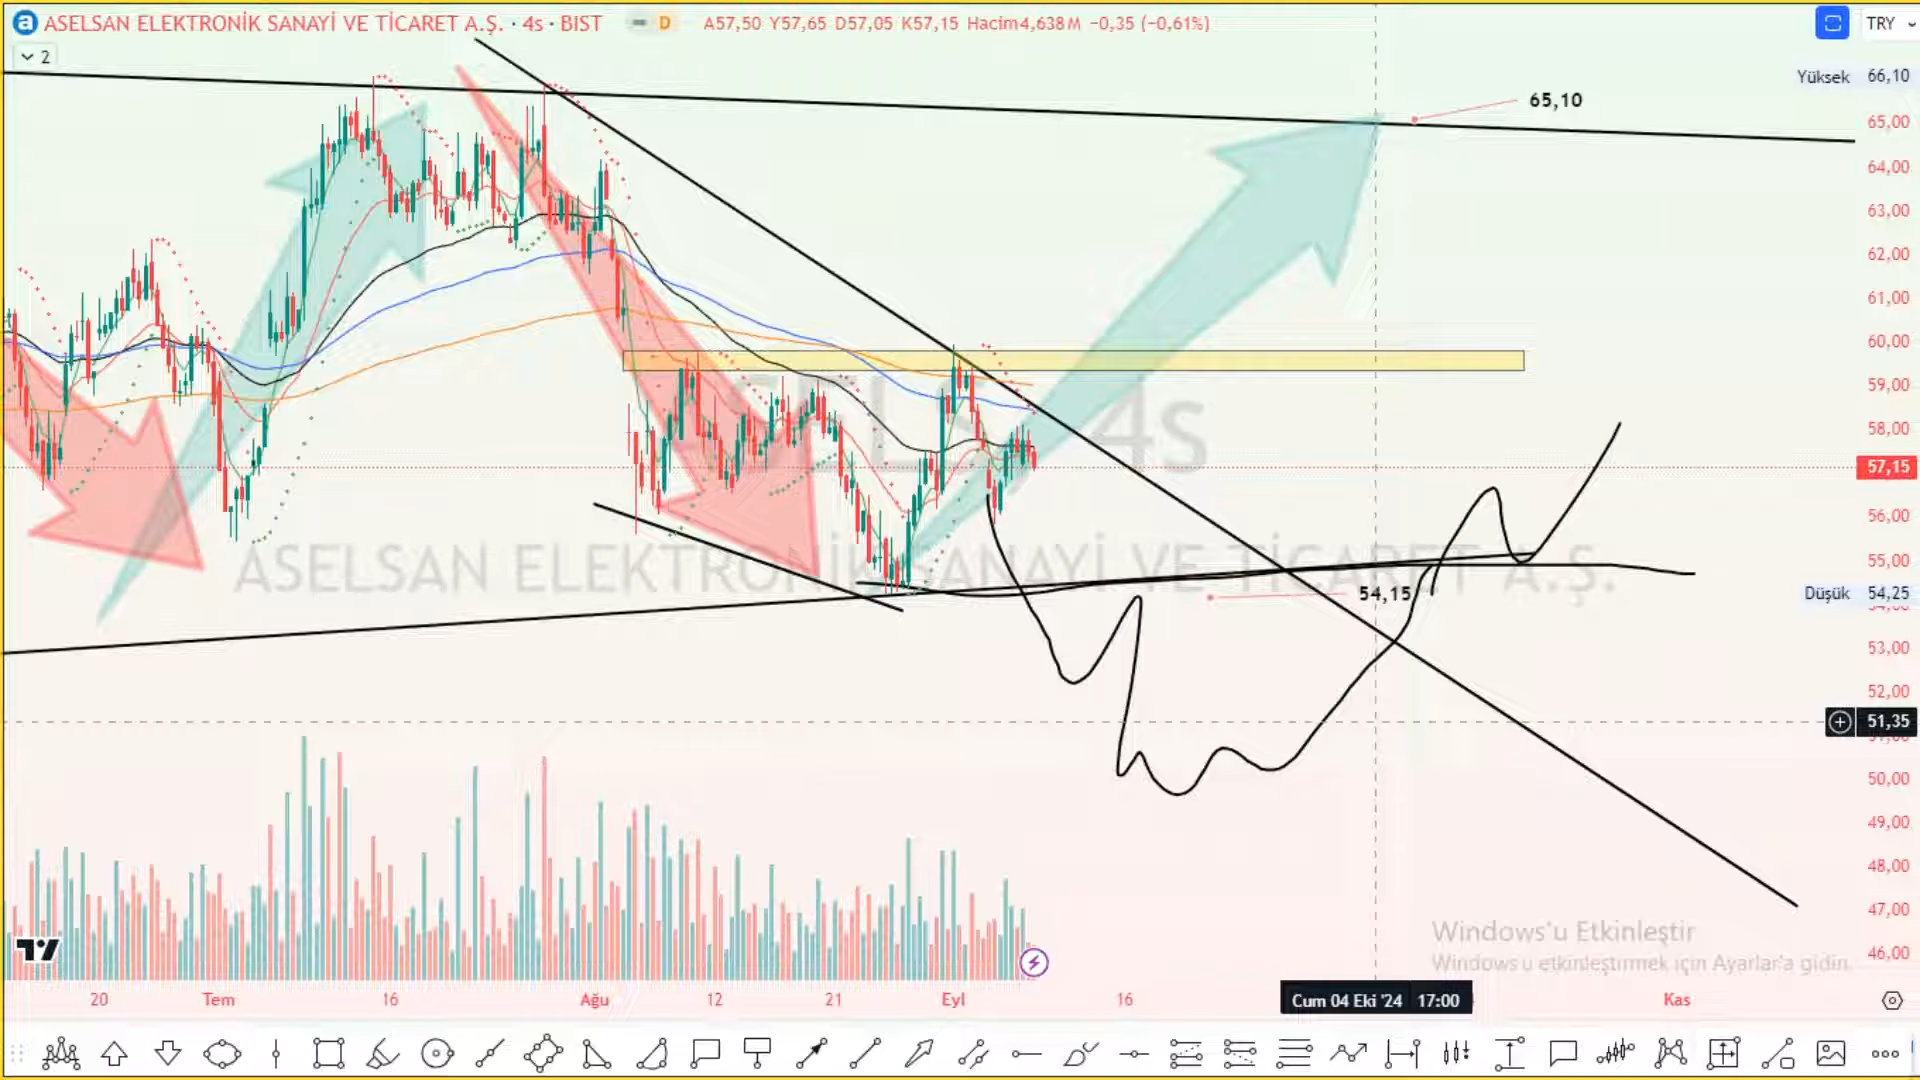 ASELSAN ELEKTRONİK SANAYİ VE TİCARET A.Ş. · 4s · BIST D A57,50 Y57,65 D57,05 K57,15 Hacim4,638M −0,35 (−0,61%)
TRY
2
Yüksek 66,10
65,10
65,00
64,00
63,00
62,00
61,00
60,00
59,00
58,00
ASELS, 4s
57,15
56,00
55,00
ASELSAN ELEKTRONİK SANAYİ VE TİCARET A.Ş.
54,15
Düşük 54,25
53,00
52,00
51,35
50,00
49,00
48,00
47,00
Windows'u Etkinleştir
46,00
Windows'u etkinleştirmek için Ayarlar'a gidin.
20 Tem 16 Ağu 12 21 Eyl 16 Cum 04 Eki '24 17:00 Kas